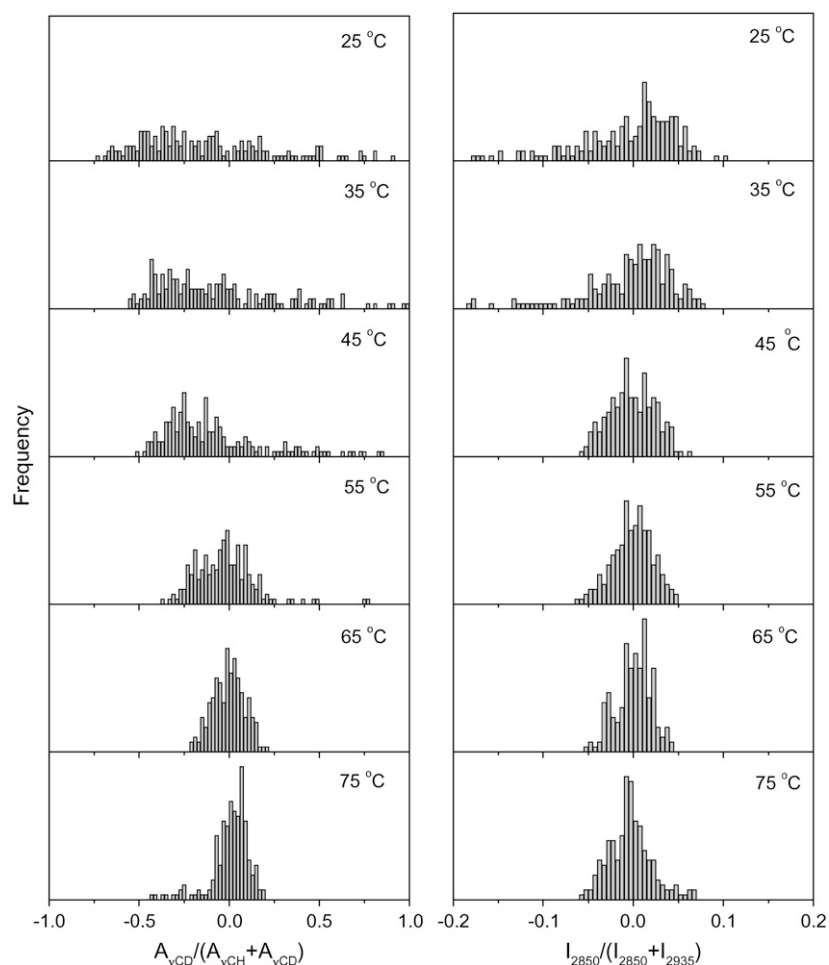 25 °C
25 °C
35 °C
35 °C
45 °C
45 °C
Frequency
55 °C
55 °C
65 °C
65 °C
75 °C
75 °C
-1.0 -0.5 0.0 0.5 1.0
-0.2 -0.1 0.0 0.1 0.2
AνCD/(AνCH+AνCD)
I2850/(I2850+I2935)